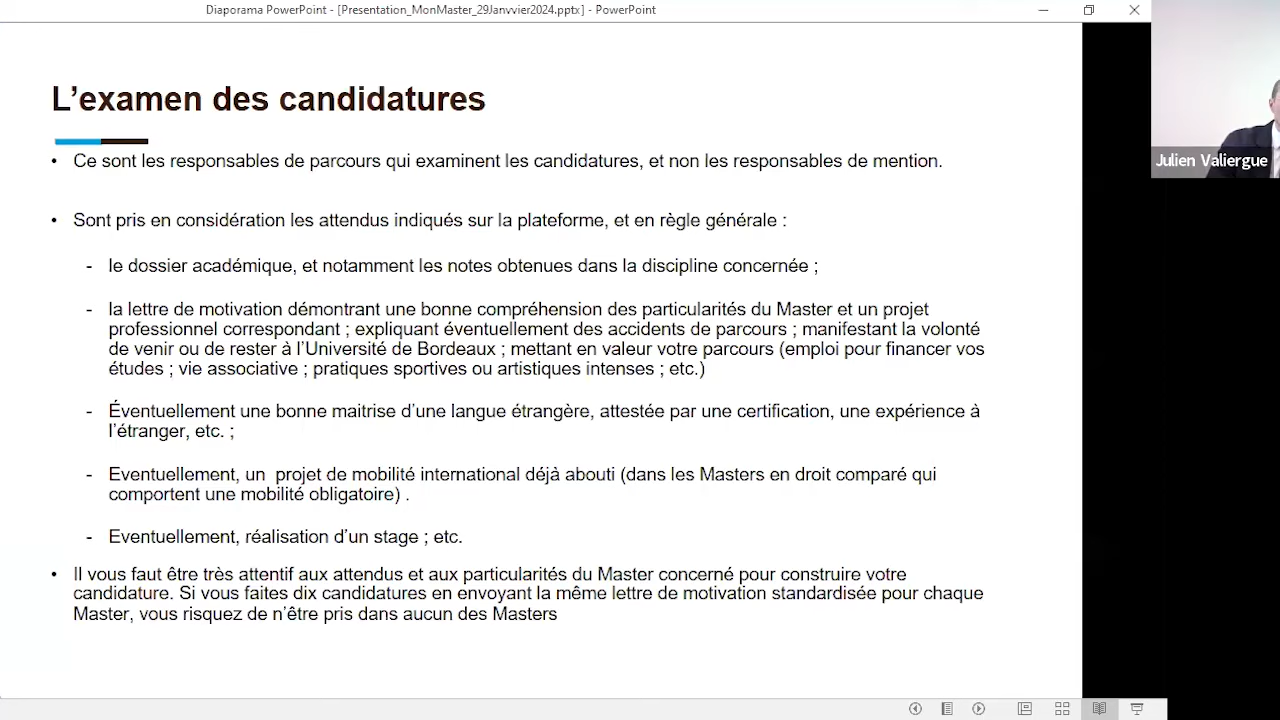 Diaporama PowerPoint - [Presentation_MonMaster_29Janvvier2024.pptx] - PowerPoint
L’examen des candidatures
Julien Valiergue
• Ce sont les responsables de parcours qui examinent les candidatures, et non les responsables de mention.
• Sont pris en considération les attendus indiqués sur la plateforme, et en règle générale :
- le dossier académique, et notamment les notes obtenues dans la discipline concernée ;
- la lettre de motivation démontrant une bonne compréhension des particularités du Master et un projet
professionnel correspondant ; expliquant éventuellement des accidents de parcours ; manifestant la volonté
de venir ou de rester à l’Université de Bordeaux ; mettant en valeur votre parcours (emploi pour financer vos
études ; vie associative ; pratiques sportives ou artistiques intenses ; etc.)
- Éventuellement une bonne maitrise d’une langue étrangère, attestée par une certification, une expérience à
l’étranger, etc. ;
- Eventuellement, un projet de mobilité international déjà abouti (dans les Masters en droit comparé qui
comportent une mobilité obligatoire) .
- Eventuellement, réalisation d’un stage ; etc.
• Il vous faut être très attentif aux attendus et aux particularités du Master concerné pour construire votre
candidature. Si vous faites dix candidatures en envoyant la même lettre de motivation standardisée pour chaque
Master, vous risquez de n’être pris dans aucun des Masters